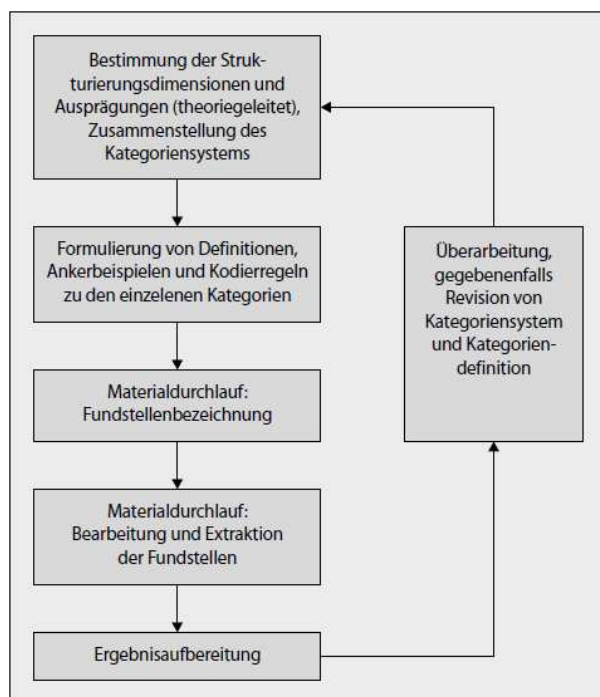 Bestimmung der Struk-
turierungsdimensionen und
Ausprägungen (theoriegeleitet),
Zusammenstellung des
Kategoriensystems
Formulierung von Definitionen,
Ankerbeispielen und Kodierregeln
zu den einzelenen Kategorien
Materialdurchlauf:
Fundstellenbezeichnung
Materialdurchlauf:
Bearbeitung und Extraktion
der Fundstellen
Ergebnisaufbereitung
Überarbeitung,
gegebenenfalls
Revision von
Kategoriensystem
und Kategorien-
definition